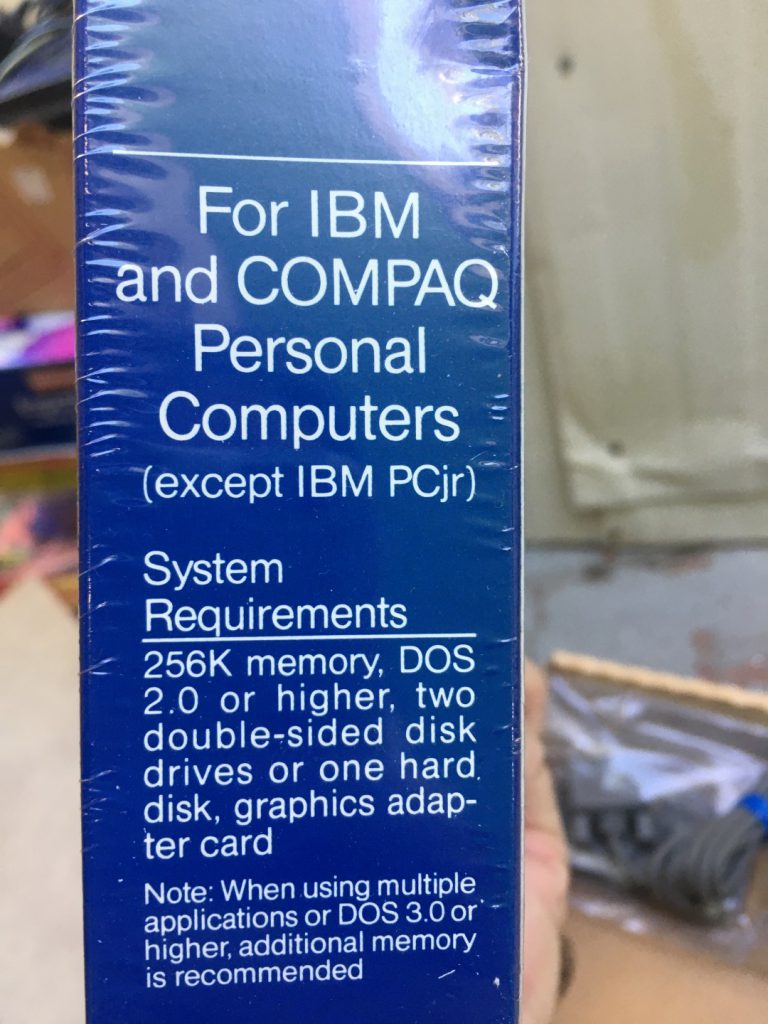 For IBM
and COMPAQ
Personal
Computers
(except IBM PCjr)
System
Requirements
256K memory, DOS
2.0 or higher, two
double-sided disk
drives or one hard
disk, graphics adap-
ter card
Note: When using multiple
applications or DOS 3.0 or
higher, additional memory
is recommended